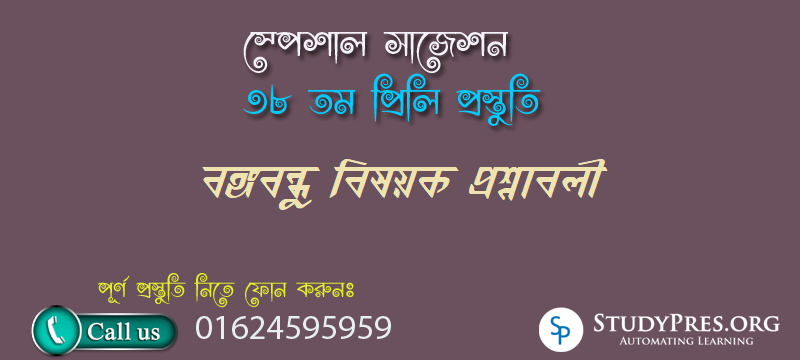 স্পেশাল সাজেশন
৩৮ তম প্রিলি প্রস্তুতি
বঙ্গবন্ধু বিষয়ক প্রশ্নাবলী
পূর্ণ প্রস্তুতি নিতে ফোন করুনঃ
Call us 01624595959
SP STUDYPRES.ORG
AUTOMATING LEARNING